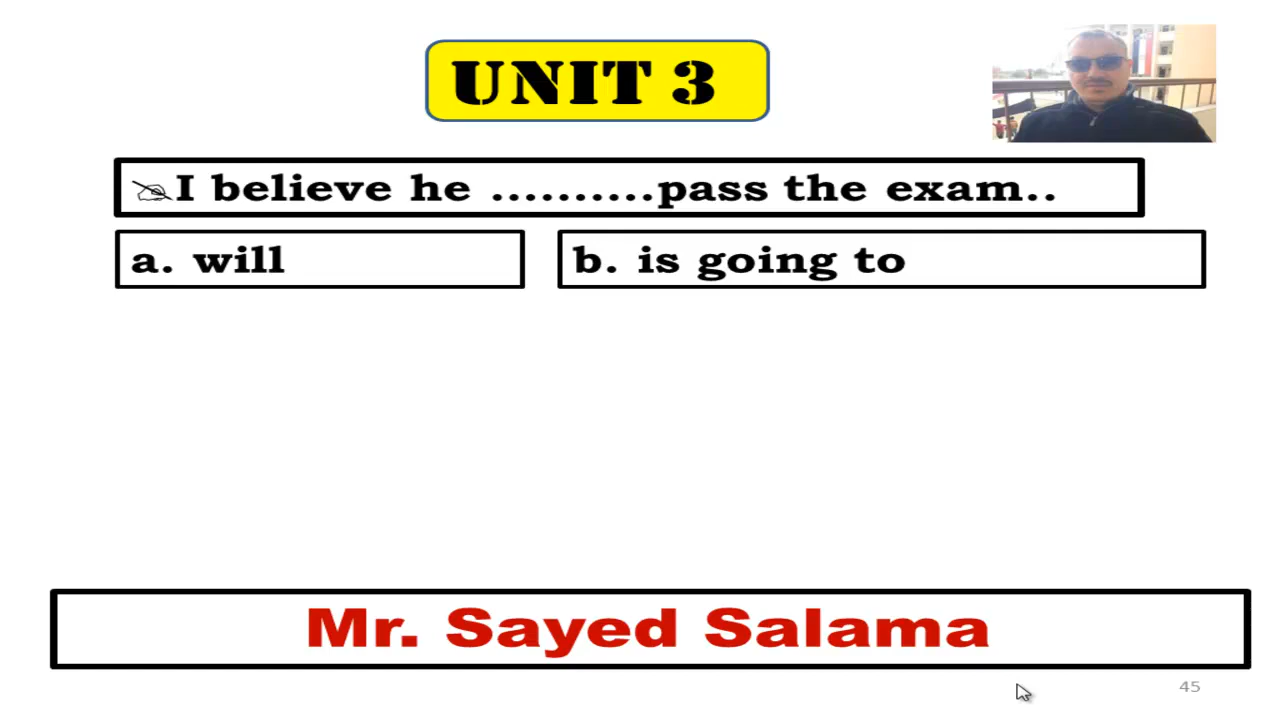 UNIT 3
I believe he ..........pass the exam..
a. will
b. is going to
Mr. Sayed Salama
45